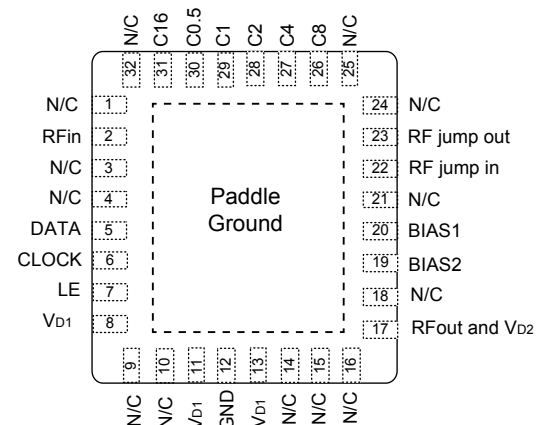 N/C
C16
C0.5
C1
C2
C4
C8
N/C
32
31
30
29
28
27
26
25
N/C 1
RFin 2
N/C 3
N/C 4
DATA 5
CLOCK 6
LE 7
VD1 8
Paddle
Ground
24 N/C
23 RF jump out
22 RF jump in
21 N/C
20 BIAS1
19 BIAS2
18 N/C
17 RFout and VD2
9
10
11
12
13
14
15
16
N/C
N/C
VD1
GND
VD1
N/C
N/C
N/C